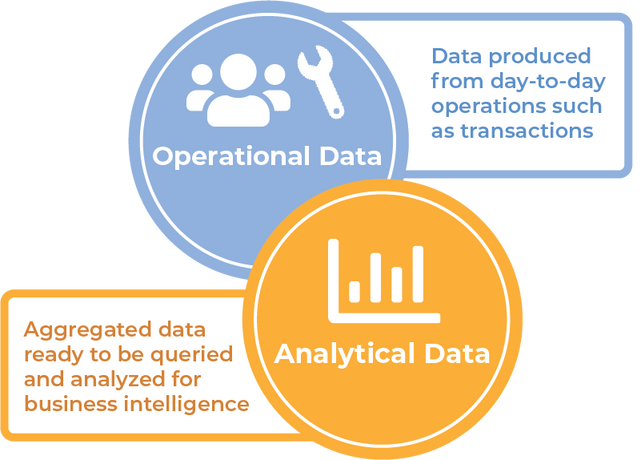 Data produced
from day-to-day
operations such
as transactions
Operational Data
Analytical Data
Aggregated data
ready to be queried
and analyzed for
business intelligence